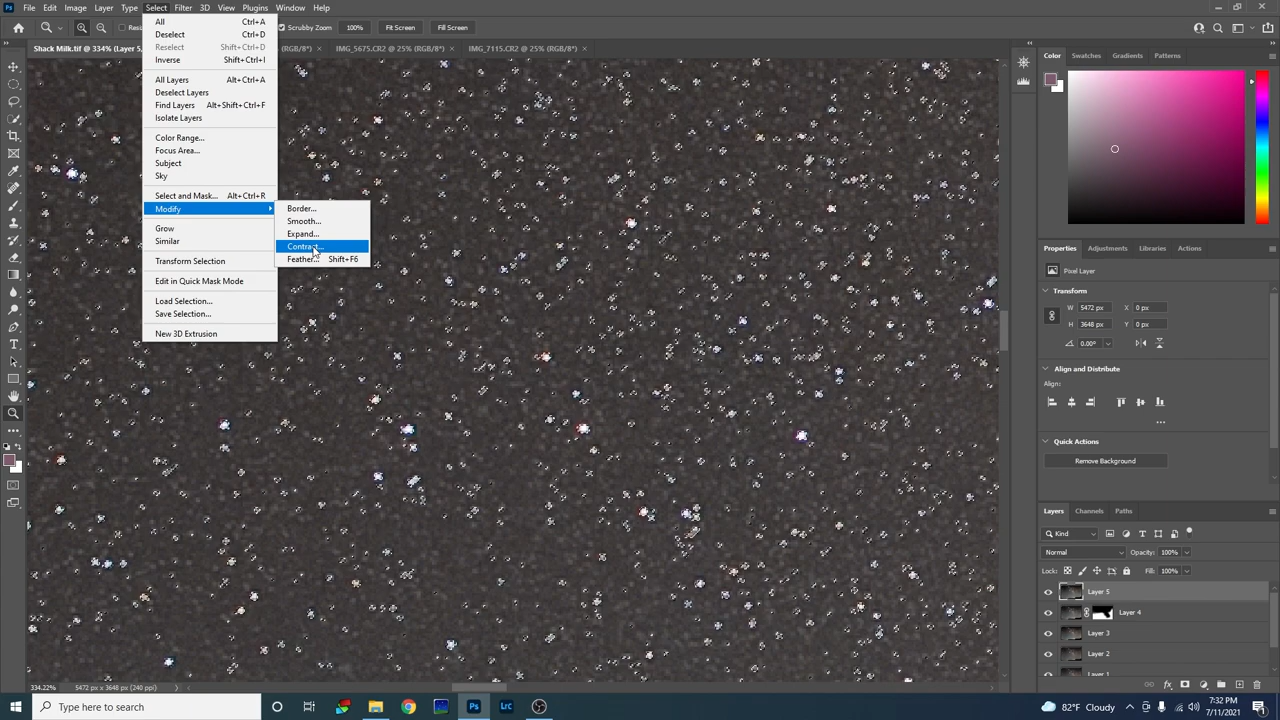 Ps File Edit Image Layer Type Select Filter 3D View Plugins Window Help
Scrubby Zoom 100% Fit Screen Fill Screen
Shack Milk.tif @ 334% (Layer 5, (RGB/8*) × IMG_5675.CR2 @ 25% (RGB/8*) × IMG_7115.CR2 @ 25% (RGB/8*) ×
All Ctrl+A
Deselect Ctrl+D
Reselect Shift+Ctrl+D
Inverse Shift+Ctrl+I
All Layers Alt+Ctrl+A
Deselect Layers
Find Layers Alt+Shift+Ctrl+F
Isolate Layers
Color Range...
Focus Area...
Subject
Sky
Select and Mask... Alt+Ctrl+R
Modify
Grow
Similar
Transform Selection
Edit in Quick Mask Mode
Load Selection...
Save Selection...
New 3D Extrusion
Border...
Smooth...
Expand...
Contract...
Feather... Shift+F6
Color Swatches Gradients Patterns
Properties Adjustments Libraries Actions
Pixel Layer
Transform
W 5472 px X 0 px
H 3648 px Y 0 px
0.00°
Align and Distribute
Align:
...
Quick Actions
Remove Background
Layers Channels Paths
Kind
Normal Opacity: 100%
Lock: Fill: 100%
Layer 5
Layer 4
Layer 3
Layer 2
334.22% 5472 px x 3648 px (240 ppi)
Type here to search
Ps LrC
82°F Cloudy
7:32 PM
7/11/2021